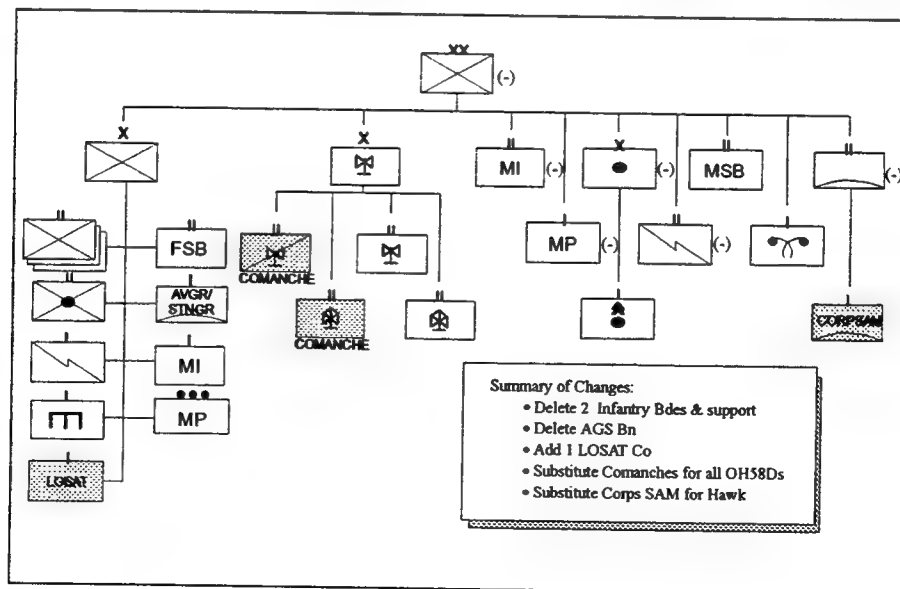 XX
(-)
X
X
II
X
II
II
MI
(-)
(-)
MSB
(-)
II
II
FSB
II
II
MP
(-)
II
(-)
I
II
I
AVGR/
STNGR
COMANCHE
II
II
I
I
CORPSAM
I
I
MI
COMANCHE
I
MP
I
LOSAT
Summary of Changes:
• Delete 2 Infantry Bdes & support
• Delete AGS Bn
• Add 1 LOSAT Co
• Substitute Comanches for all OH58Ds
• Substitute Corps SAM for Hawk